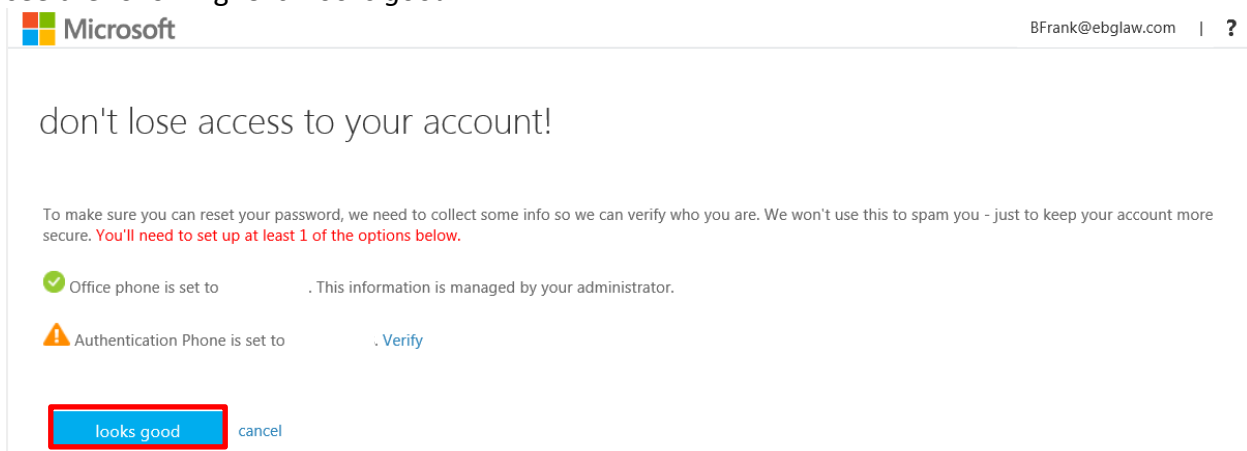 Microsoft
BFrank@ebglaw.com | ?
don't lose access to your account!
To make sure you can reset your password, we need to collect some info so we can verify who you are. We won't use this to spam you - just to keep your account more
secure. You'll need to set up at least 1 of the options below.
Office phone is set to . This information is managed by your administrator.
Authentication Phone is set to . Verify
looks good cancel